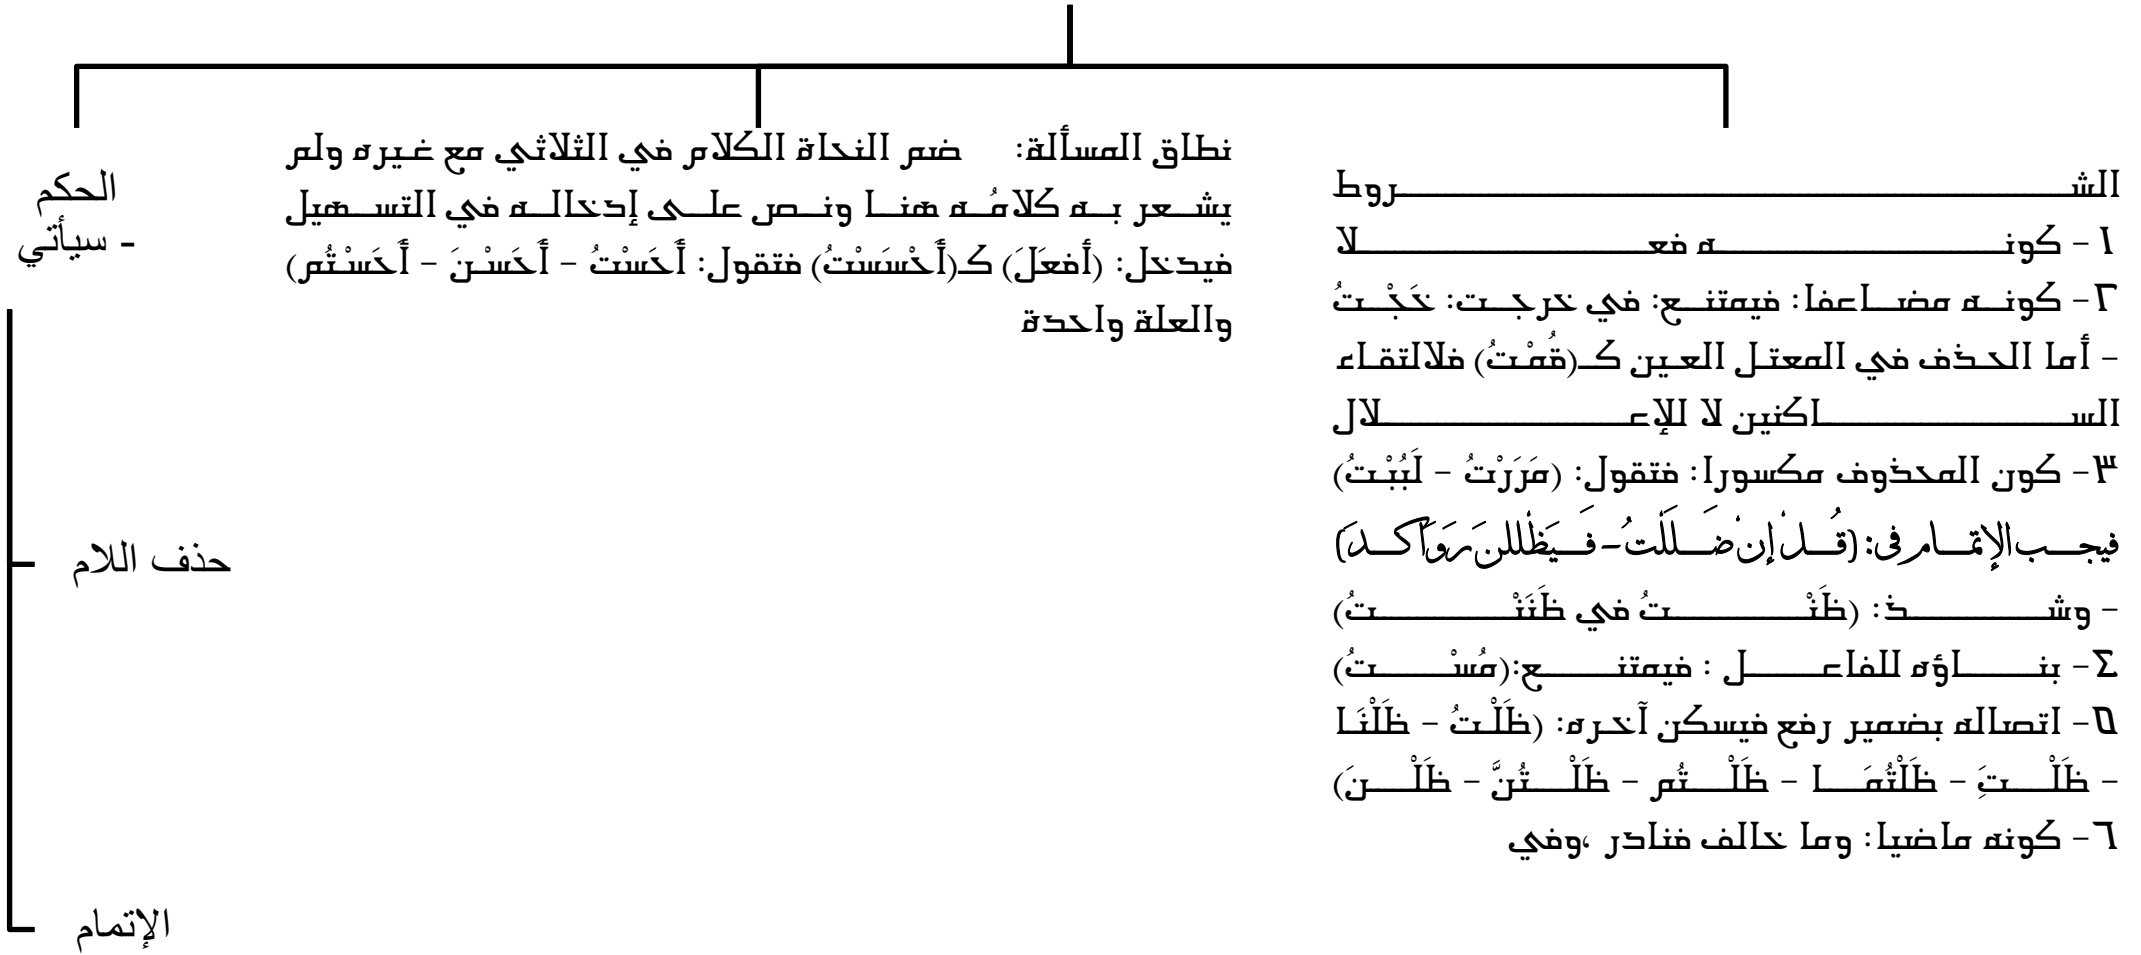 الشروط
١- كونه فعلا
٢- كونه مضاعفا: فيمتنع: في خرجت: خَجْتُ
- أما الحذف في المعتل العين كـ(قُمْتُ) فلالتقاء
الساكنين لا للإعلال
٣- كون المحذوف مكسورا: فتقول: (مَرَرْتُ - لَبُبْتُ)
فيجب الإتمام في: (قُلْ إِن ضَلَلْتُ - فَيَظْلَلْنَ رَوَاكِدَ)
- وشذ: (ظَنْتُ في ظَنَنْتُ)
٤- بناؤه للفاعل : فيمتنع:(مُسْتُ)
٥- اتصاله بضمير رفع فيسكن آخره: (ظَلْتُ - ظَلْنَا
- ظَلْتَِ - ظَلْتُمَا - ظَلْتُم - ظَلْتُنَّ - ظَلْنَ)
٦- كونه ماضيا: وما خالف فنادر ،وفي
نطاق المسألة: ضم النحاة الكلام في الثلاثي مع غيره ولم
يشعر به كلامُه هنا ونص على إدخاله في التسهيل
فيدخل: (أفعَلَ) كـ(أَحْسَسْتُ) فتقول: أَحَسْتُ - أَحَسْنَ - أَحَسْتُم)
والعلة واحدة
الحكم
- سيأتي
حذف اللام
الإتمام